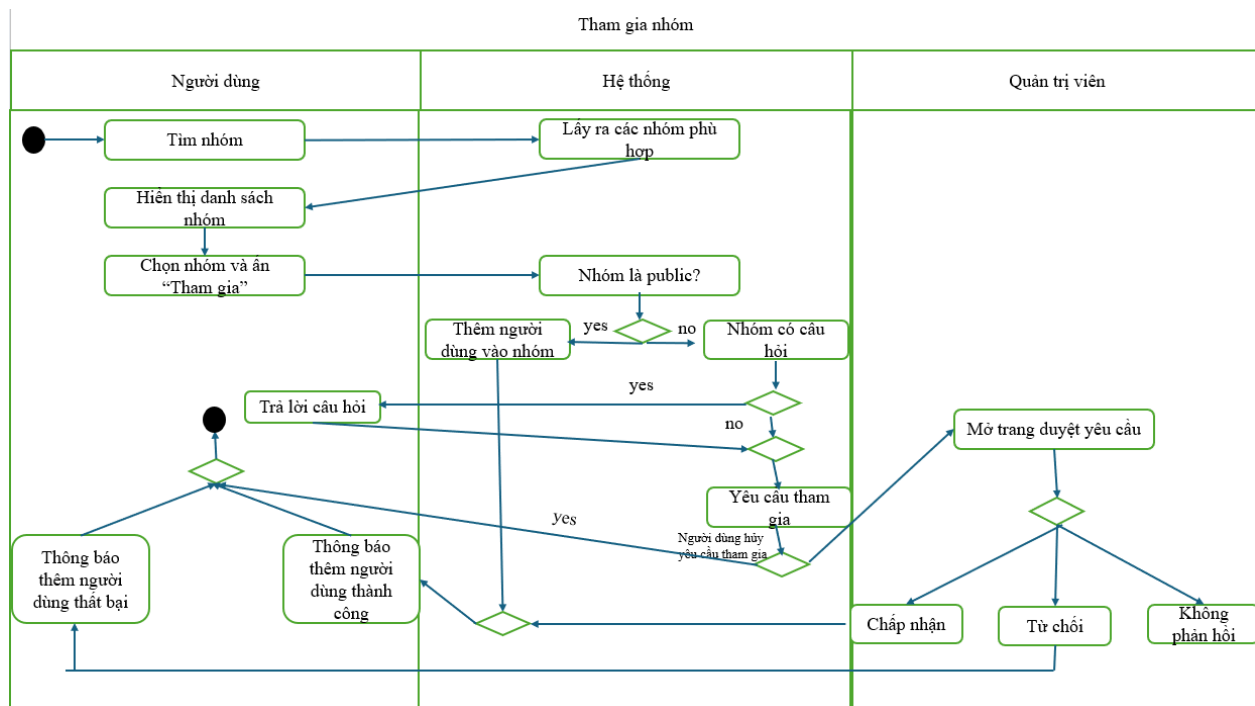 Tham gia nhóm
Người dùng
Hệ thống
Quản trị viên
Tìm nhóm
Lấy ra các nhóm phù
hợp
Hiển thị danh sách
nhóm
Chọn nhóm và ấn
“Tham gia”
Nhóm là public?
yes
no
Thêm người
dùng vào nhóm
Nhóm có câu
hỏi
yes
Trả lời câu hỏi
no
Mở trang duyệt yêu cầu
Yêu cầu tham
gia
yes
Người dùng hủy
yêu cầu tham gia
Thông báo
thêm người
dùng thất bại
Thông báo
thêm người
dùng thành
công
Chấp nhận
Từ chối
Không
phản hồi